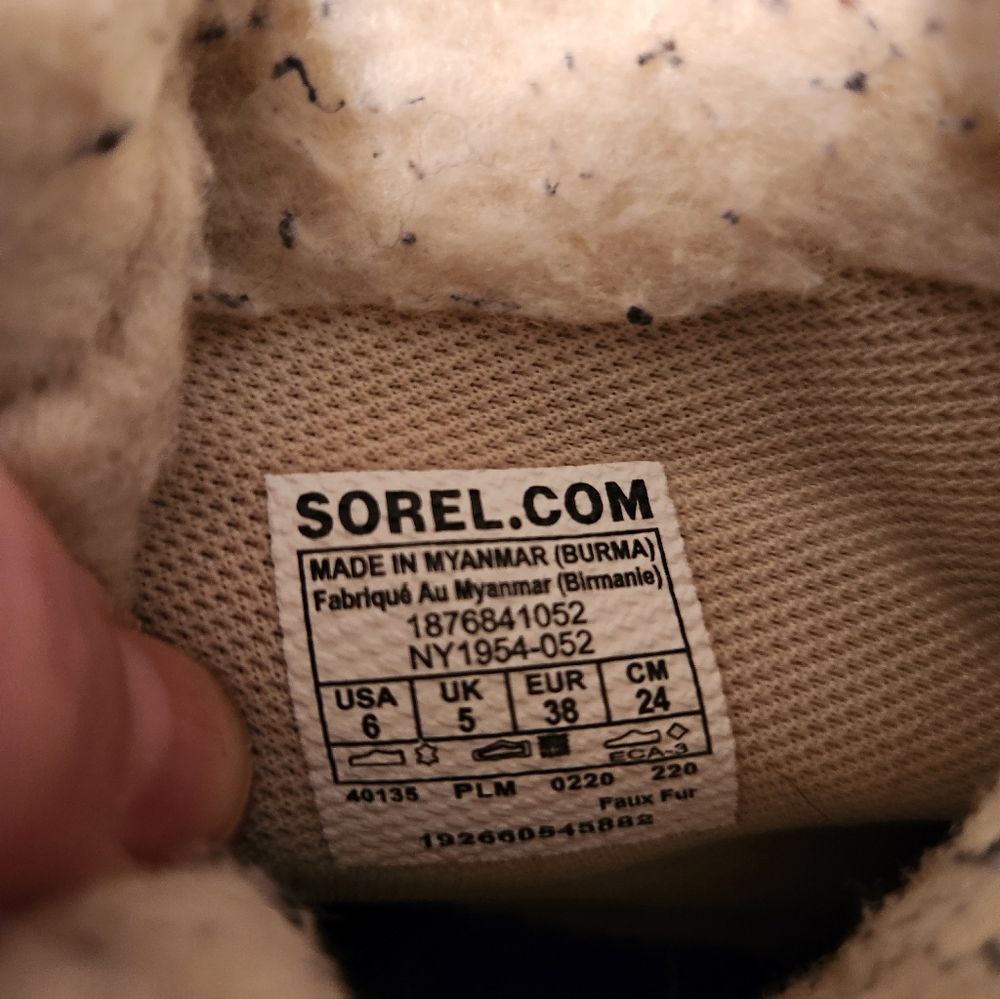 SOREL.COM
MADE IN MYANMAR (BURMA)
Fabriqué Au Myanmar (Birmanie)
1876841052
NY1954-052
USA UK EUR CM
6 5 38 24
ECA-3
40135 PLM 0220 220
Faux Fur
192660545882